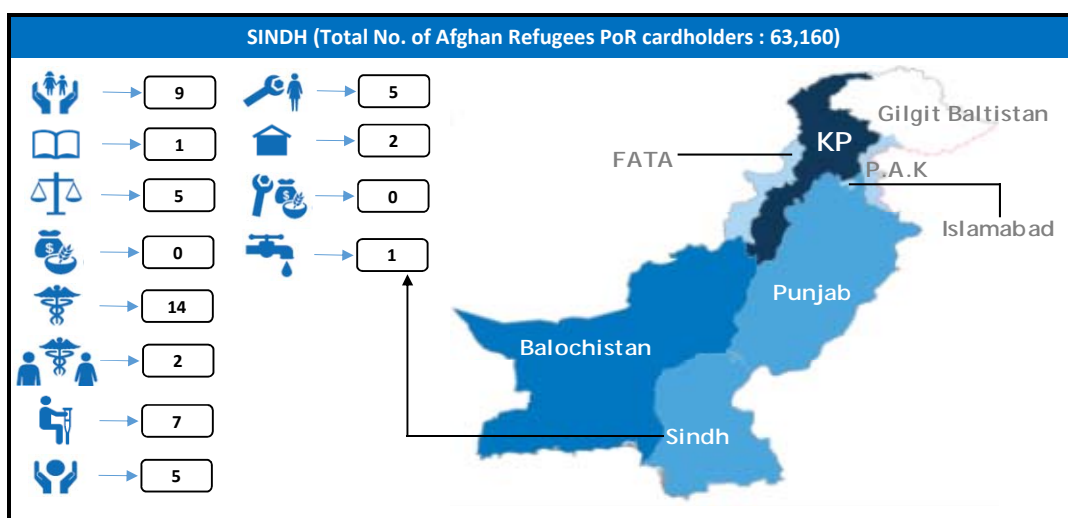 SINDH (Total No. of Afghan Refugees PoR cardholders : 63,160)
9
5
1
2
5
0
0
1
14
2
7
5
Gilgit Baltistan
KP
FATA
P.A.K
Islamabad
Punjab
Balochistan
Sindh
$
$